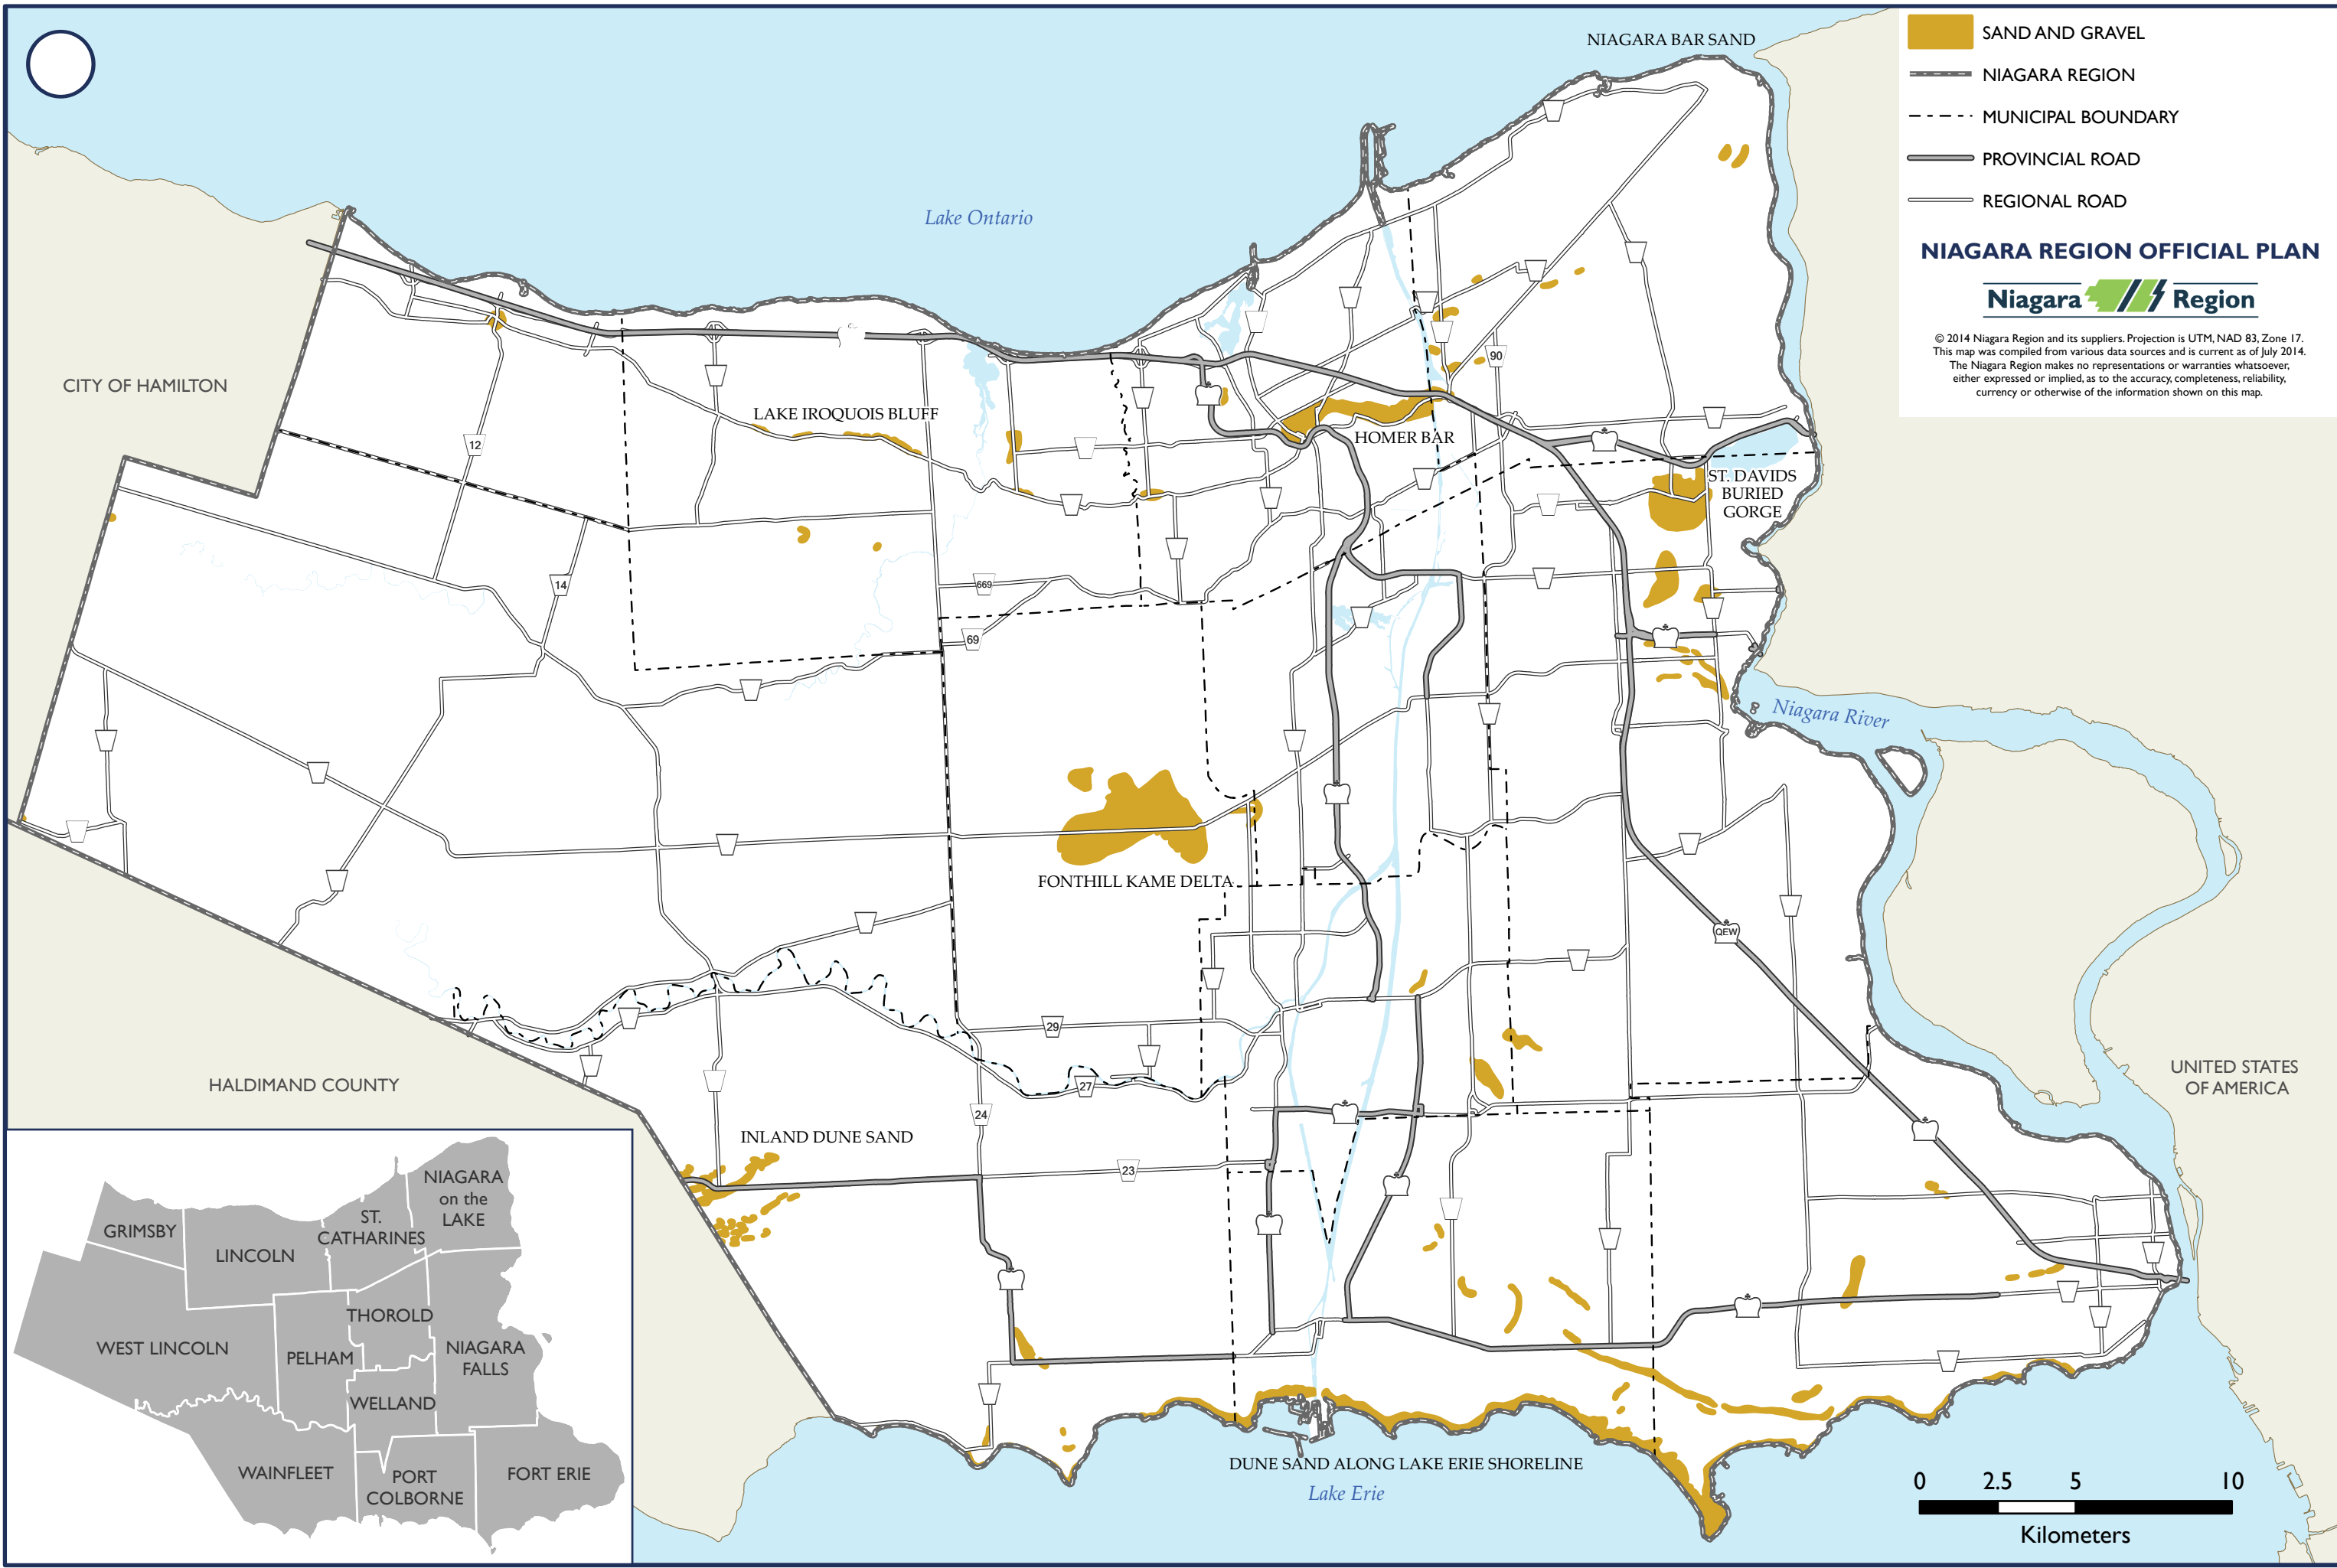 NIAGARA BAR SAND
SAND AND GRAVEL
NIAGARA REGION
MUNICIPAL BOUNDARY
PROVINCIAL ROAD
REGIONAL ROAD
NIAGARA REGION OFFICIAL PLAN
Niagara Region
© 2014 Niagara Region and its suppliers. Projection is UTM, NAD 83, Zone 17.
This map was compiled from various data sources and is current as of July 2014.
The Niagara Region makes no representations or warranties whatsoever,
either expressed or implied, as to the accuracy, completeness, reliability,
currency or otherwise of the information shown on this map.
Lake Ontario
CITY OF HAMILTON
90
LAKE IROQUOIS BLUFF
HOMER BAR
12
ST. DAVIDS
BURIED
GORGE
14
669
69
Niagara River
FONTHILL KAME DELTA
QEW
29
27
24
23
HALDIMAND COUNTY
UNITED STATES
OF AMERICA
INLAND DUNE SAND
DUNE SAND ALONG LAKE ERIE SHORELINE
Lake Erie
0 2.5 5 10
Kilometers
GRIMSBY
LINCOLN
ST.
CATHARINES
NIAGARA
on the
LAKE
THOROLD
WEST LINCOLN
PELHAM
NIAGARA
FALLS
WELLAND
WAINFLEET
PORT
COLBORNE
FORT ERIE